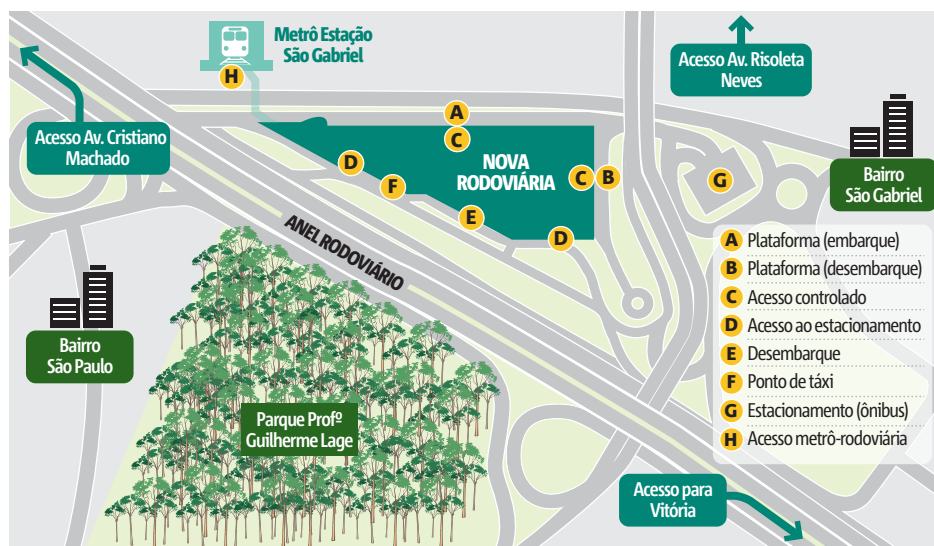 Metrô Estação
São Gabriel
H
Acesso Av. Cristiano
Machado
Acesso Av. Risoleta
Neves
A
C
NOVA
RODOVIÁRIA
D
F
E
D
C
B
G
Bairro
São Gabriel
ANEL RODOVIÁRIO
Bairro
São Paulo
Parque Profº
Guilherme Lage
Acesso para
Vitória
A Plataforma (embarque)
B Plataforma (desembarque)
C Acesso controlado
D Acesso ao estacionamento
E Desembarque
F Ponto de táxi
G Estacionamento (ônibus)
H Acesso metrô-rodoviária